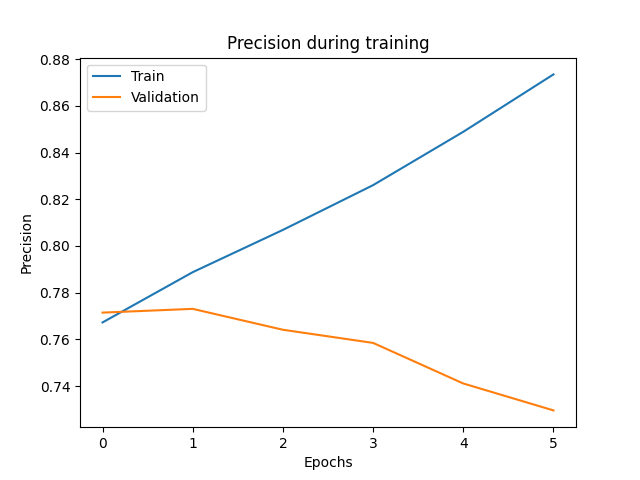 Precision during training
Train
Validation
0.88
0.86
0.84
0.82
0.80
0.78
0.76
0.74
Precision
0 1 2 3 4 5
Epochs